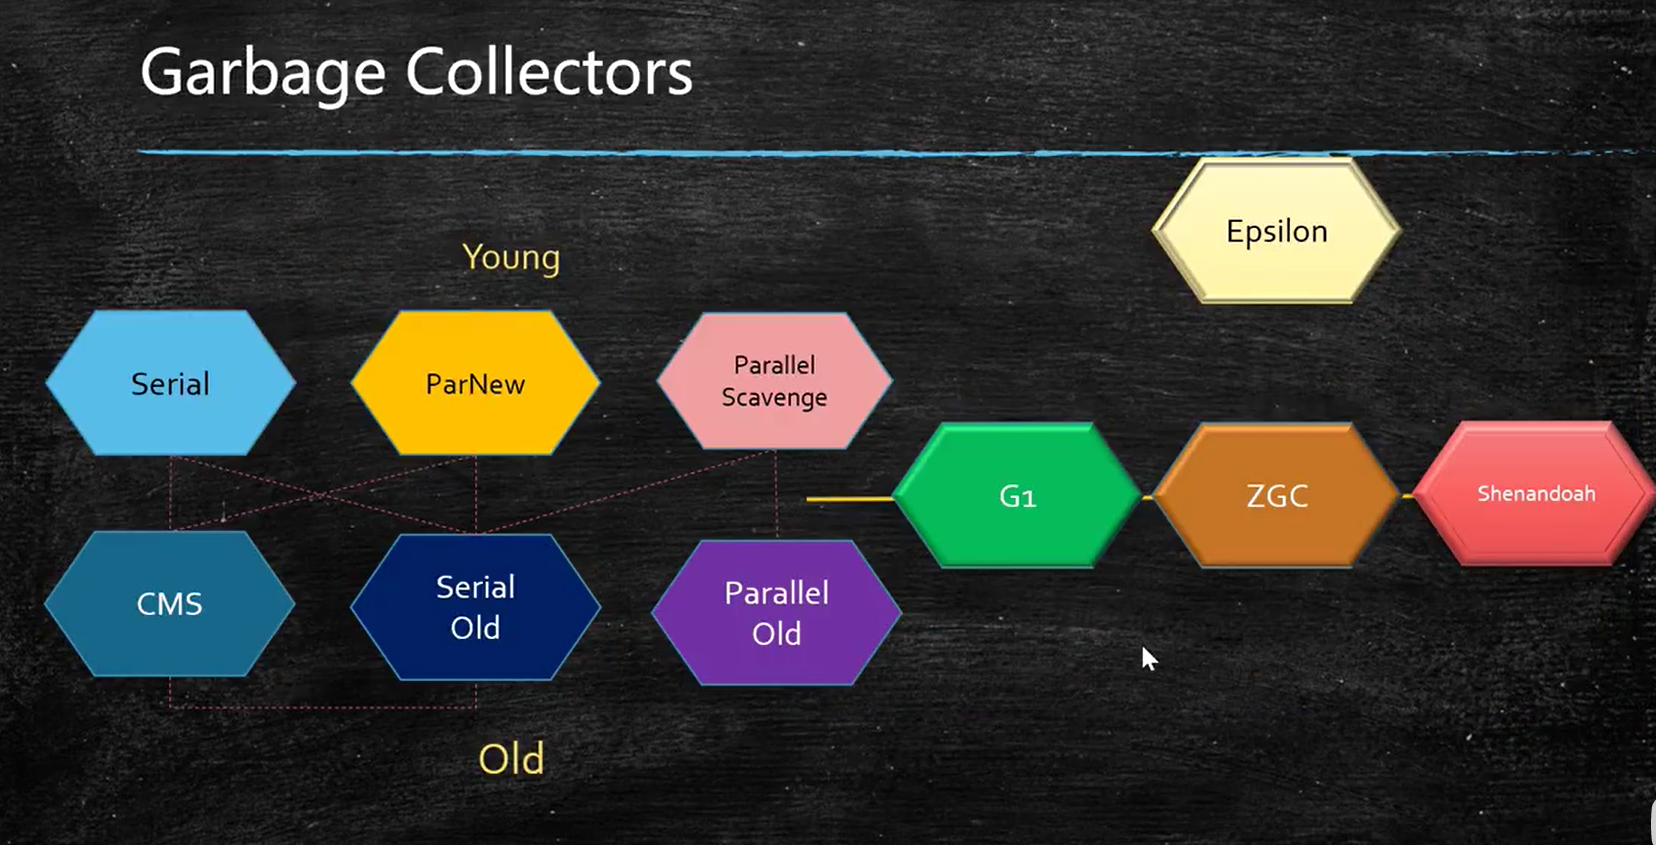 Garbage Collectors
Epsilon
Young
Serial
ParNew
Parallel
Scavenge
G1
ZGC
Shenandoah
CMS
Serial
Old
Parallel
Old
Old